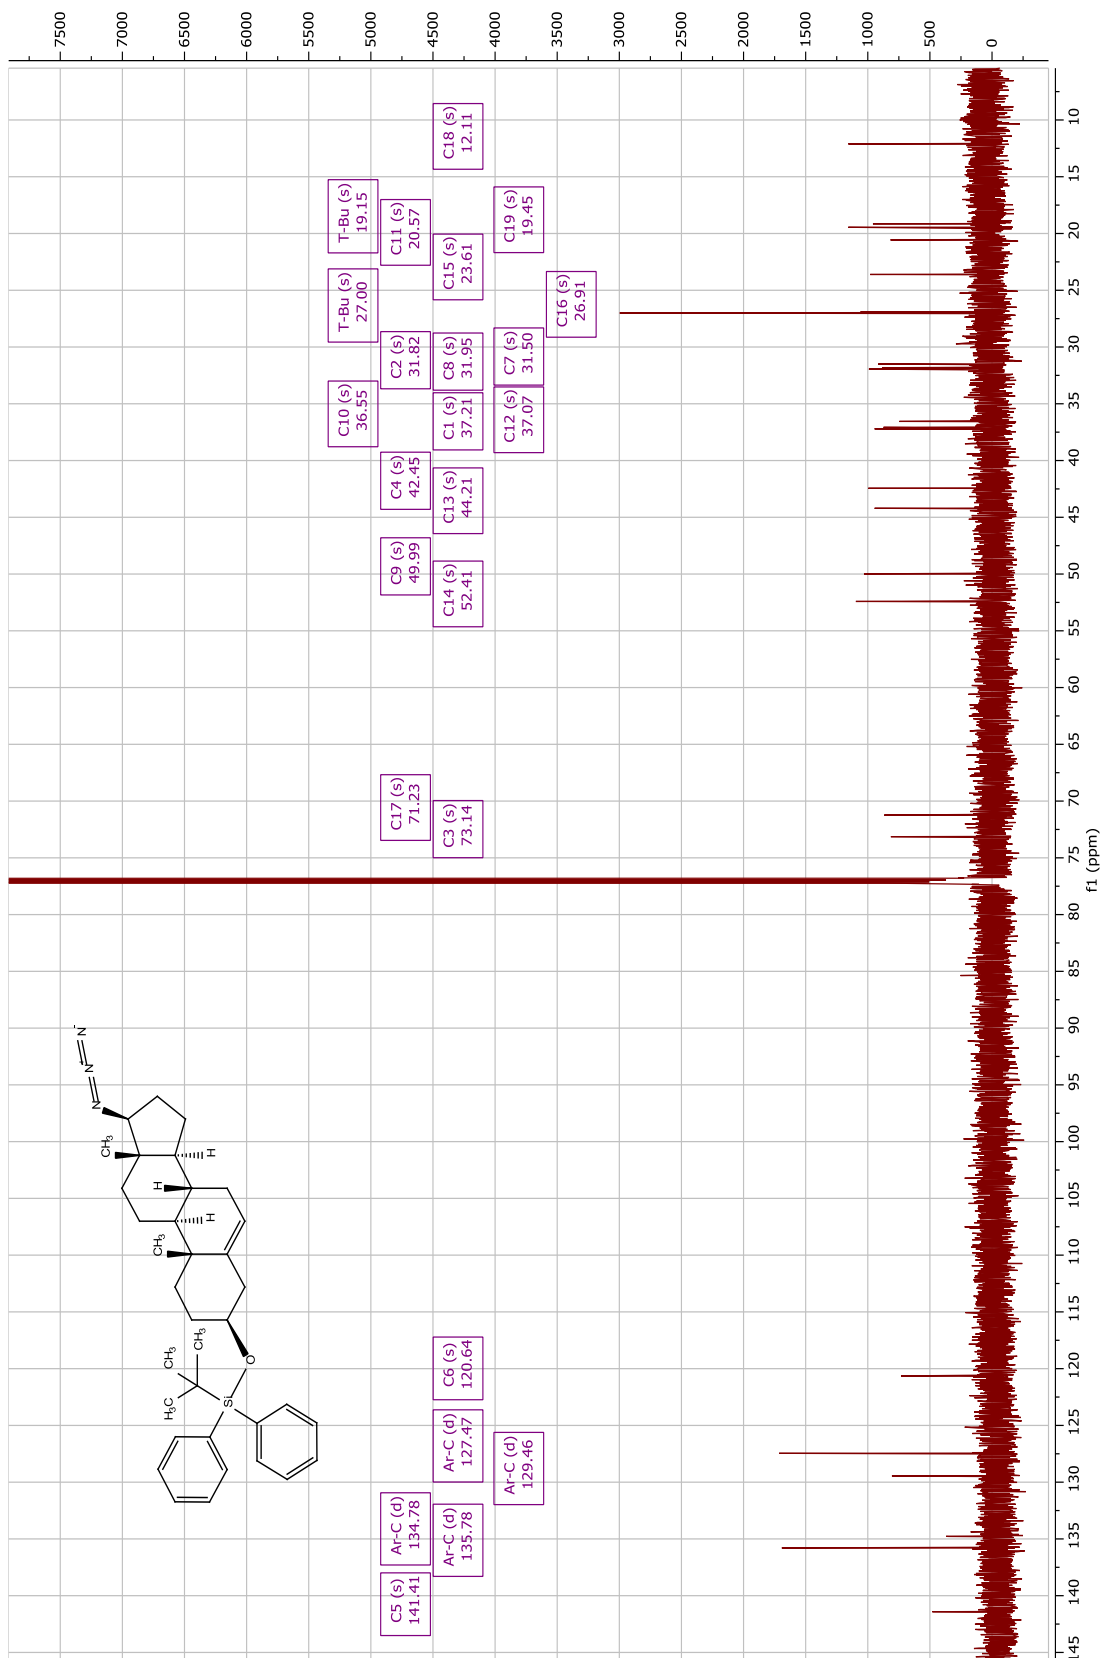 7500
7000
6500
6000
5500
5000
4500
4000
3500
3000
2500
2000
1500
1000
500
0
C5 (s)
141.41
Ar-C (d)
134.78
Ar-C (d)
135.78
Ar-C (d)
129.46
Ar-C (d)
127.47
C6 (s)
120.64
C3 (s)
73.14
C17 (s)
71.23
C14 (s)
52.41
C9 (s)
49.99
C13 (s)
44.21
C4 (s)
42.45
C10 (s)
36.55
C1 (s)
37.21
C12 (s)
37.07
C2 (s)
31.82
C8 (s)
31.95
C7 (s)
31.50
T-Bu (s)
27.00
C16 (s)
26.91
C15 (s)
23.61
C11 (s)
20.57
T-Bu (s)
19.15
C19 (s)
19.45
C18 (s)
12.11
H3C
CH3
CH3
Si
O
CH3
H
H
CH3
H
N
N
+
N
-
145
140
135
130
125
120
115
110
105
100
95
90
85
80
75
70
65
60
55
50
45
40
35
30
25
20
15
10
f1 (ppm)